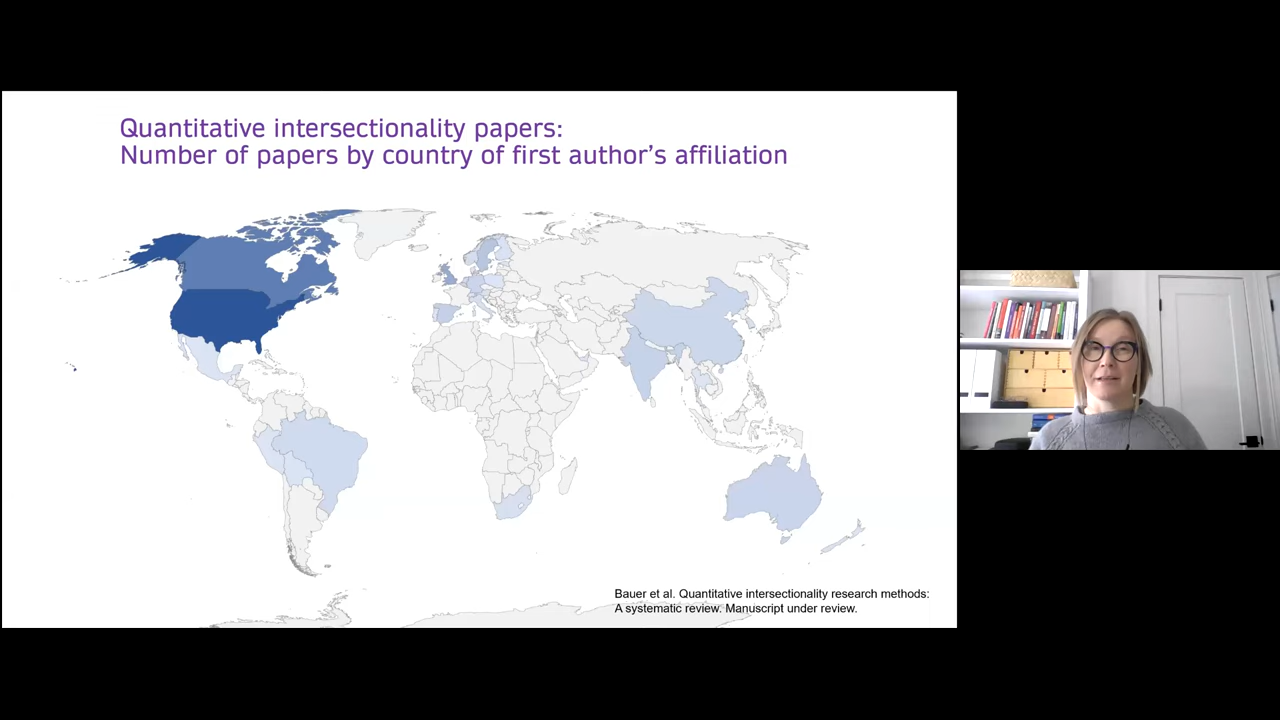 Quantitative intersectionality papers:
Number of papers by country of first author's affiliation
Bauer et al. Quantitative intersectionality research methods:
A systematic review. Manuscript under review.